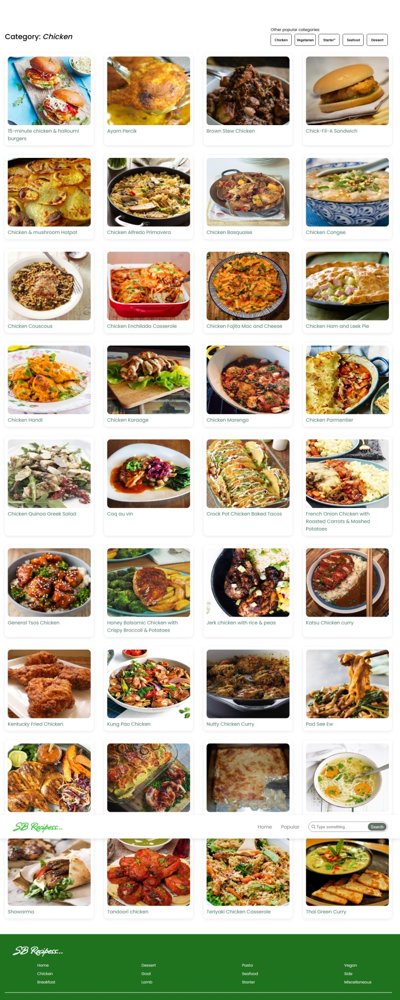 Other popular categories:
Category: Chicken
Chicken Vegetarian Starter" Seafood Dessert
15-minute chicken & halloumi
burgers
Ayam Percik
Brown Stew Chicken
Chick-Fil-A Sandwich
Chicken & mushroom Hotpot
Chicken Alfredo Primavera
Chicken Basquaise
Chicken Congee
Chicken Couscous
Chicken Enchilada Casserole
Chicken Fajita Mac and Cheese
Chicken Ham and Leek Pie
Chicken Handi
Chicken Karaage
Chicken Marengo
Chicken Parmentier
Chicken Quinoa Greek Salad
Coq au vin
Crock Pot Chicken Baked Tacos
French Onion Chicken with
Roasted Carrots & Mashed
Potatoes
General Tsos Chicken
Honey Balsamic Chicken with
Crispy Broccoli & Potatoes
Jerk chicken with rice & peas
Katsu Chicken curry
Kentucky Fried Chicken
Kung Pao Chicken
Nutty Chicken Curry
Pad See Ew
SB Recipess...
Home
Popular
Type something..
Search
Shawarma
Tandoori chicken
Teriyaki Chicken Casserole
Thai Green Curry
SB Recipess...
Home
Dessert
Pasta
Vegan
Chicken
Goat
Seafood
Side
Breakfast
Lamb
Starter
Miscellaneous